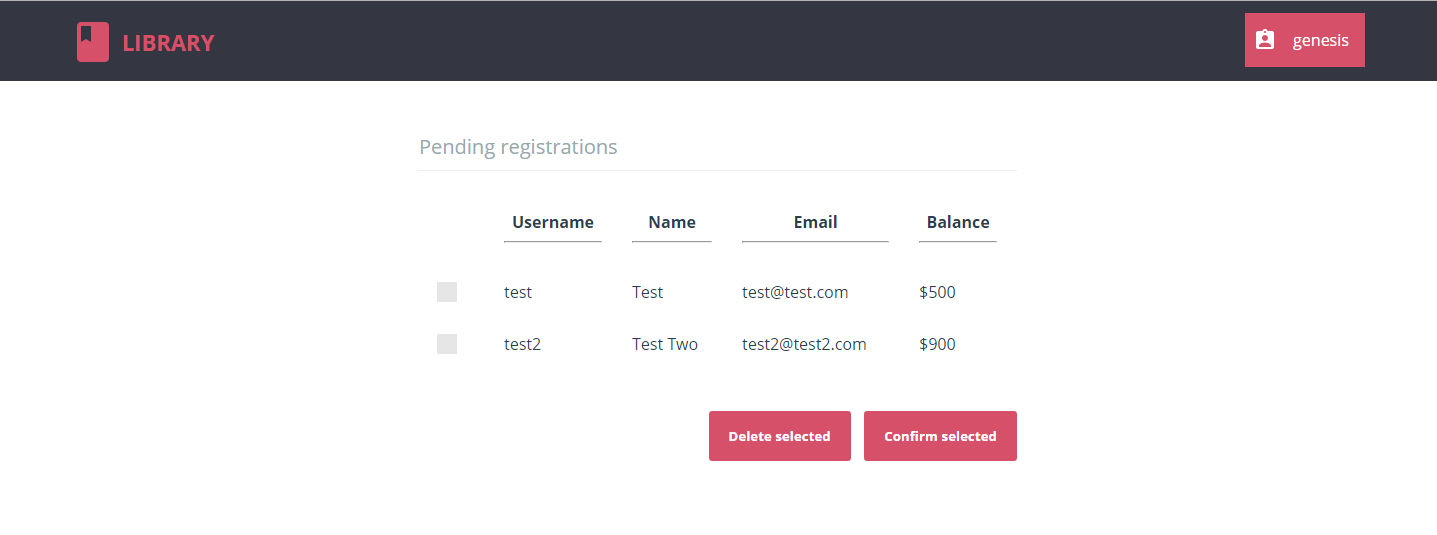 LIBRARY
genesis
Pending registrations
Username Name Email Balance
test Test test@test.com $500
test2 Test Two test2@test2.com $900
Delete selected Confirm selected